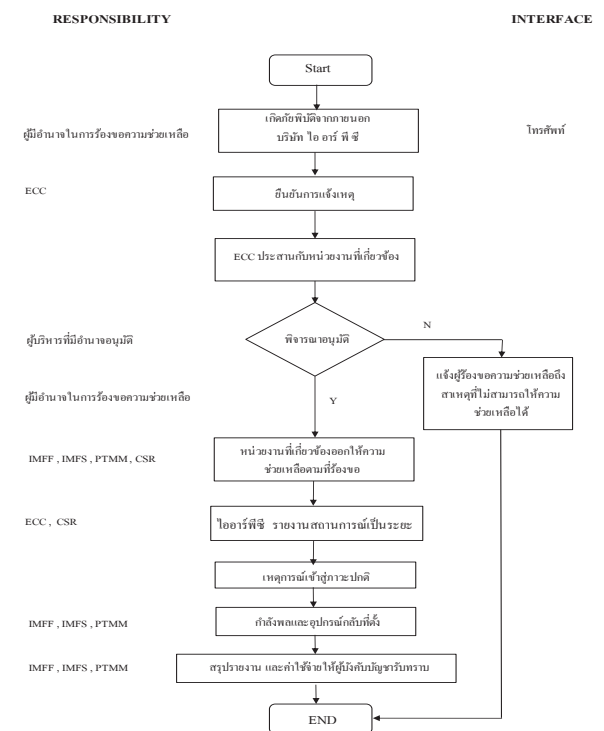 RESPONSIBILITY
INTERFACE
Start
ผู้มีอำนาจในการร้องขอความช่วยเหลือ
เกิดภัยพิบัติจากภายนอก
บริษัท ไอ อาร์ พี ซี
โทรศัพท์
ECC
ยืนยันการแจ้งเหตุ
ECC ประสานกับหน่วยงานที่เกี่ยวข้อง
ผู้บริหารที่มีอำนาจอนุมัติ
พิจารณาอนุมัติ
N
แจ้งผู้ร้องขอความช่วยเหลือถึง
สาเหตุที่ไม่สามารถให้ความ
ช่วยเหลือได้
ผู้มีอำนาจในการร้องขอความช่วยเหลือ
Y
IMFF , IMFS , PTMM , CSR
หน่วยงานที่เกี่ยวข้องออกให้ความ
ช่วยเหลือตามที่ร้องขอ
ECC , CSR
ไออาร์พีซี รายงานสถานการณ์เป็นระยะ
เหตุการณ์เข้าสู่ภาวะปกติ
IMFF , IMFS , PTMM
กำลังพลและอุปกรณ์กลับที่ตั้ง
IMFF , IMFS , PTMM
สรุปรายงาน และค่าใช้จ่ายให้ผู้บังคับบัญชารับทราบ
END